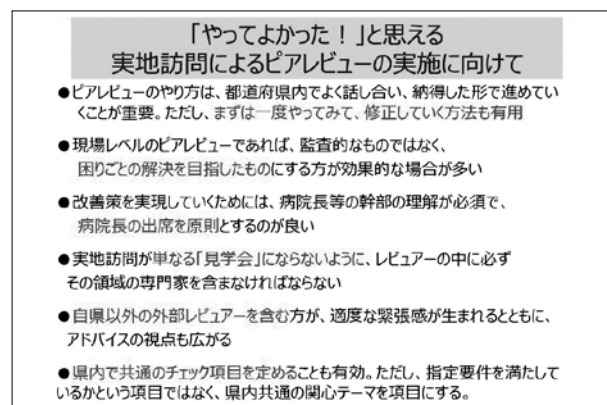 「やってよかった！」と思える
実地訪問によるピアレビューの実施に向けて
●ピアレビューのやり方は、都道府県内でよく話し合い、納得した形で進めてい
くことが重要。ただし、まずは一度やってみて、修正していく方法も有用
●現場レベルのピアレビューであれば、監査的なものではなく、
困りごとの解決を目指したものにする方が効果的な場合が多い
●改善策を実現していくためには、病院長等の幹部の理解が必須で、
病院長の出席を原則とするのが良い
●実地訪問が単なる「見学会」にならないように、レビュアーの中に必ず
その領域の専門家を含まなければならない
●自県以外の外部レビュアーを含む方が、適度な緊張感が生まれるとともに、
アドバイスの視点も広がる
●県内で共通のチェック項目を定めることも有効。ただし、指定要件を満たして
いるかという項目ではなく、県内共通の関心テーマを項目にする。